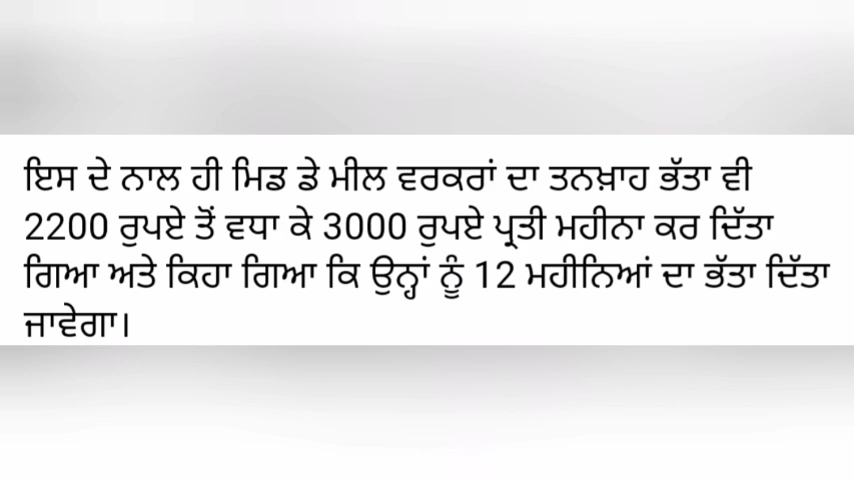 ਇਸ ਦੇ ਨਾਲ ਹੀ ਮਿਡ ਡੇ ਮੀਲ ਵਰਕਰਾਂ ਦਾ ਤਨਖ਼ਾਹ ਭੱਤਾ ਵੀ
2200 ਰੁਪਏ ਤੋਂ ਵਧਾ ਕੇ 3000 ਰੁਪਏ ਪ੍ਰਤੀ ਮਹੀਨਾ ਕਰ ਦਿੱਤਾ
ਗਿਆ ਅਤੇ ਕਿਹਾ ਗਿਆ ਕਿ ਉਨ੍ਹਾਂ ਨੂੰ 12 ਮਹੀਨਿਆਂ ਦਾ ਭੱਤਾ ਦਿੱਤਾ
ਜਾਵੇਗਾ।